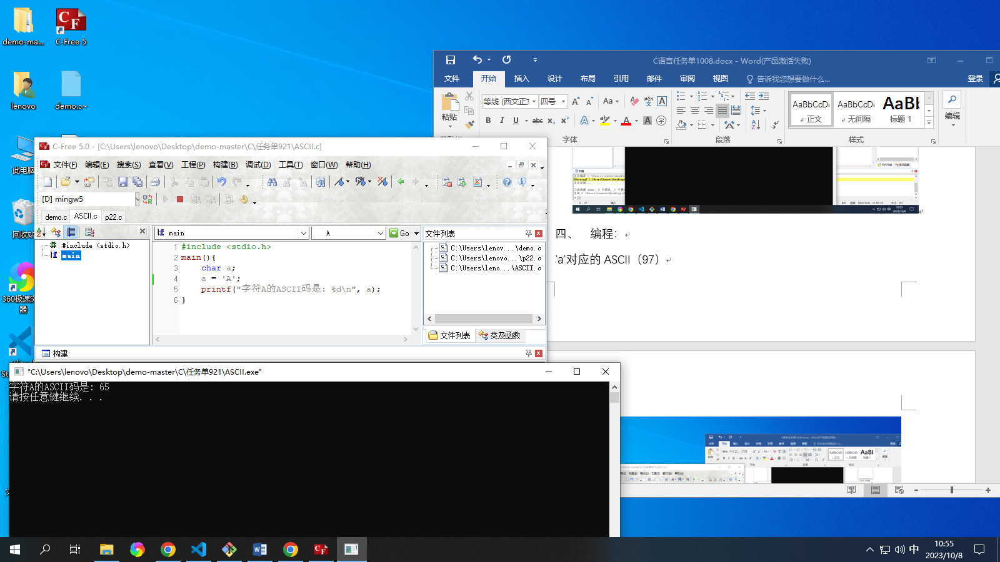 demo-ma...
C-Free 5
lenovo
demo.c~
此电脑
回收站
360极速浏
器
C语言任务单1008.docx - Word(产品激活失败)
文件 开始 插入 设计 布局 引用 邮件 审阅 视图 告诉我您想要做什么... 登录
粘贴
等线 (西文正 四号
字体
段落
AaBbCcDc
正文
AaBbCcDc
无间隔
AaBb
标题 1
样式
编辑
四、 编程：
'a'对应的 ASCII（97）
C-Free 5.0 - [C:\Users\lenovo\Desktop\demo-master\C\任务单921\ASCII.c]
文件(F) 编辑(E) 搜索(S) 查看(V) 工程(P) 构建(B) 调试(D) 工具(T) 窗口(W) 帮助(H)
[D] mingw5
demo.c ASCII.c p22.c
#include <stdio.h>
main
main A Go
1 #include <stdio.h>
2 main(){
3 char a;
4 a = 'A';
5 printf("字符A的ASCII码是: %d\n", a);
6 }
文件列表
C:\Users\lenov...\demo.c
C:\Users\lenovo...\p22.c
C:\Users\leno...\ASCII.c
文件列表 类及函数
构建
"C:\Users\lenovo\Desktop\demo-master\C\任务单921\ASCII.exe"
字符A的ASCII码是: 65
请按任意键继续. . .
中
10:55
2023/10/8